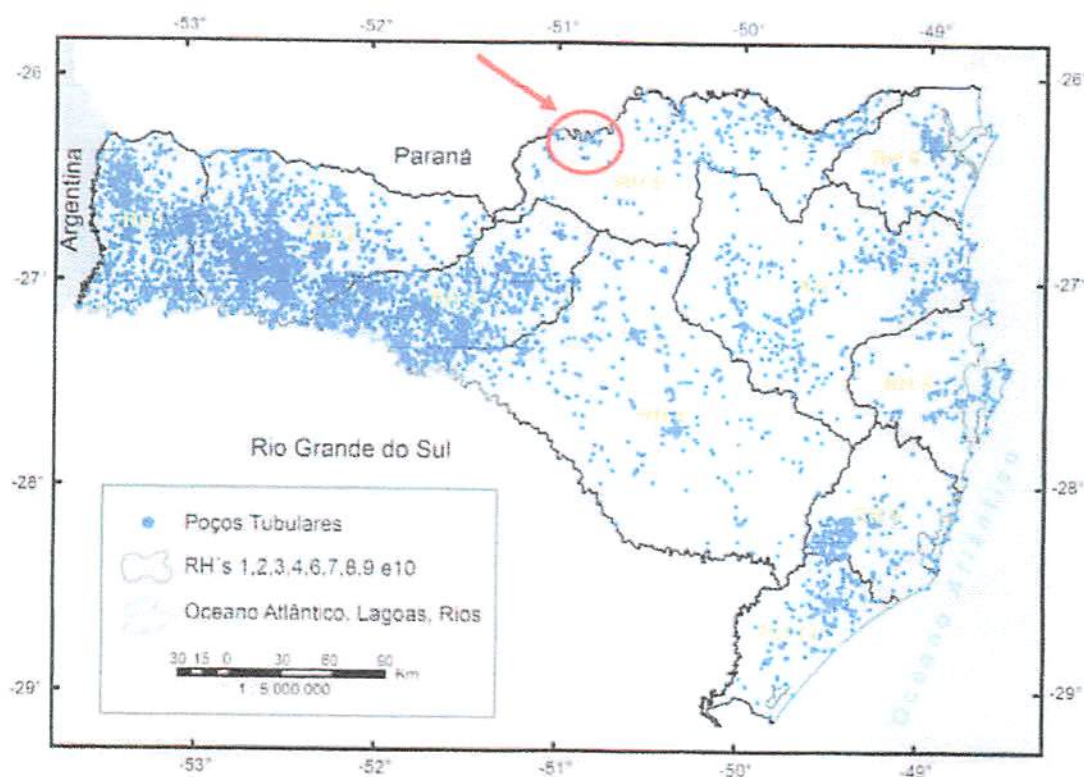 -53° -52° -51° -50° -49°
-26° -26°
Paraná
Argentina
-27° -27°
Rio Grande do Sul
-28° -28°
Oceano Atlântico
Poços Tubulares
RH´s 1,2,3,4,6,7,8,9 e10
Oceano Atlântico, Lagoas, Rios
30 15 0 30 60 90
Km
1 : 5 000 000
-29° -29°
-53° -52° -51° -50° -49°